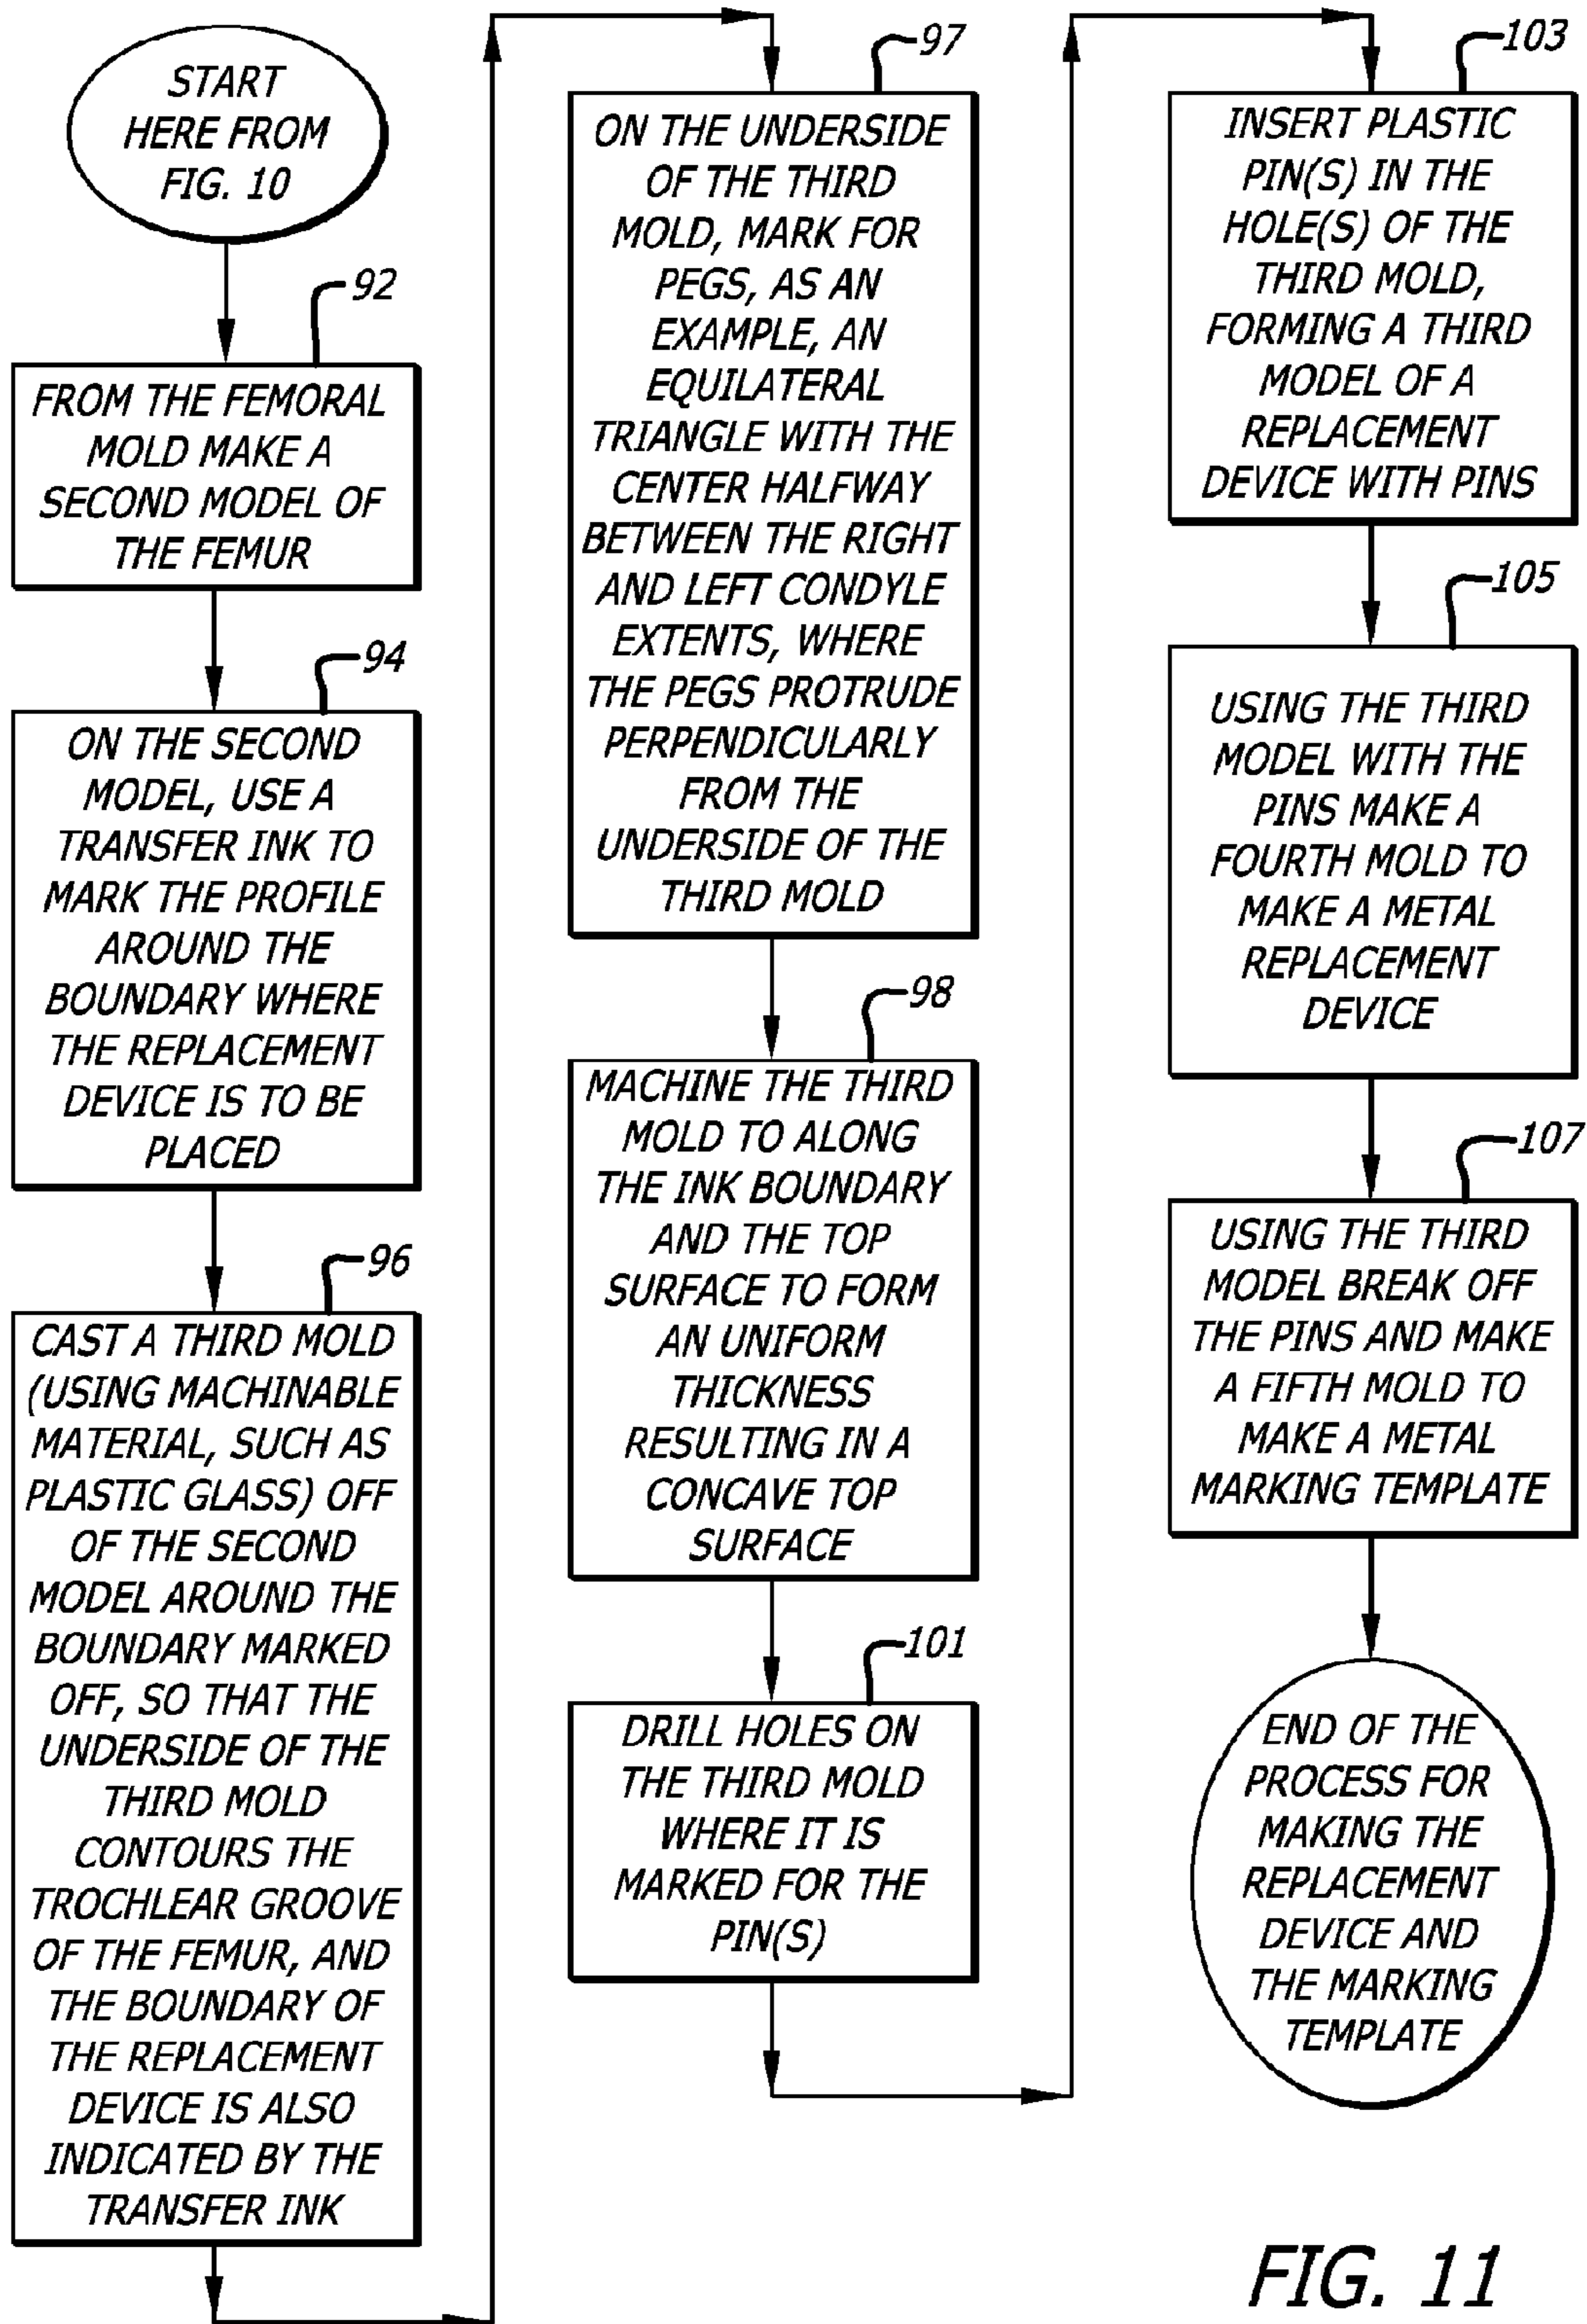 START
HERE FROM
FIG. 10
92
FROM THE FEMORAL
MOLD MAKE A
SECOND MODEL OF
THE FEMUR
94
ON THE SECOND
MODEL, USE A
TRANSFER INK TO
MARK THE PROFILE
AROUND THE
BOUNDARY WHERE
THE REPLACEMENT
DEVICE IS TO BE
PLACED
96
CAST A THIRD MOLD
(USING MACHINABLE
MATERIAL, SUCH AS
PLASTIC GLASS) OFF
OF THE SECOND
MODEL AROUND THE
BOUNDARY MARKED
OFF, SO THAT THE
UNDERSIDE OF THE
THIRD MOLD
CONTOURS THE
TROCHLEAR GROOVE
OF THE FEMUR, AND
THE BOUNDARY OF
THE REPLACEMENT
DEVICE IS ALSO
INDICATED BY THE
TRANSFER INK
97
ON THE UNDERSIDE
OF THE THIRD
MOLD, MARK FOR
PEGS, AS AN
EXAMPLE, AN
EQUILATERAL
TRIANGLE WITH THE
CENTER HALFWAY
BETWEEN THE RIGHT
AND LEFT CONDYLE
EXTENTS, WHERE
THE PEGS PROTRUDE
PERPENDICULARLY
FROM THE
UNDERSIDE OF THE
THIRD MOLD
98
MACHINE THE THIRD
MOLD TO ALONG
THE INK BOUNDARY
AND THE TOP
SURFACE TO FORM
AN UNIFORM
THICKNESS
RESULTING IN A
CONCAVE TOP
SURFACE
101
DRILL HOLES ON
THE THIRD MOLD
WHERE IT IS
MARKED FOR THE
PIN(S)
103
INSERT PLASTIC
PIN(S) IN THE
HOLE(S) OF THE
THIRD MOLD,
FORMING A THIRD
MODEL OF A
REPLACEMENT
DEVICE WITH PINS
105
USING THE THIRD
MODEL WITH THE
PINS MAKE A
FOURTH MOLD TO
MAKE A METAL
REPLACEMENT
DEVICE
107
USING THE THIRD
MODEL BREAK OFF
THE PINS AND MAKE
A FIFTH MOLD TO
MAKE A METAL
MARKING TEMPLATE
END OF THE
PROCESS FOR
MAKING THE
REPLACEMENT
DEVICE AND
THE MARKING
TEMPLATE
FIG. 11